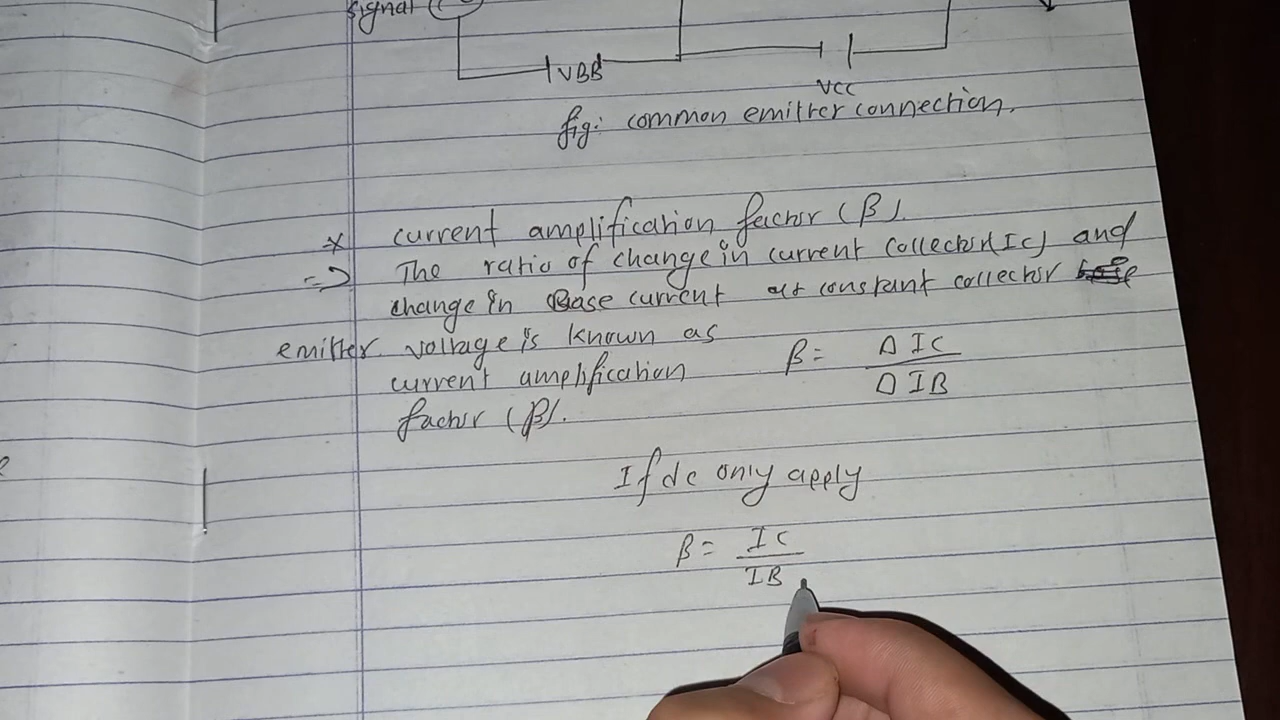 signal
VBB
VCC
fig: common emitter connection.
* current amplification factor (β).
=> The ratio of change in current collector (Ic) and
change in Base current at constant collector
emitter voltage is known as
current amplification
factor (β).
β = ΔIC / ΔIB
If dc only apply
β = IC / IB